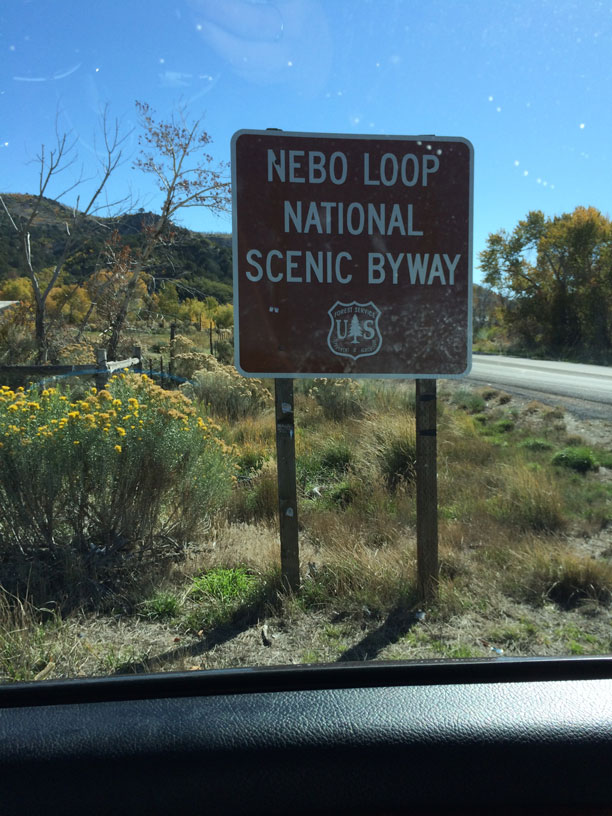 NEBO LOOP
NATIONAL
SCENIC BYWAY
FOREST SERVICE
US